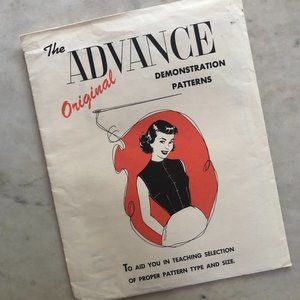 The
ADVANCE
Original
DEMONSTRATION
PATTERNS
TO AID YOU IN TEACHING SELECTION
OF PROPER PATTERN TYPE AND SIZE.